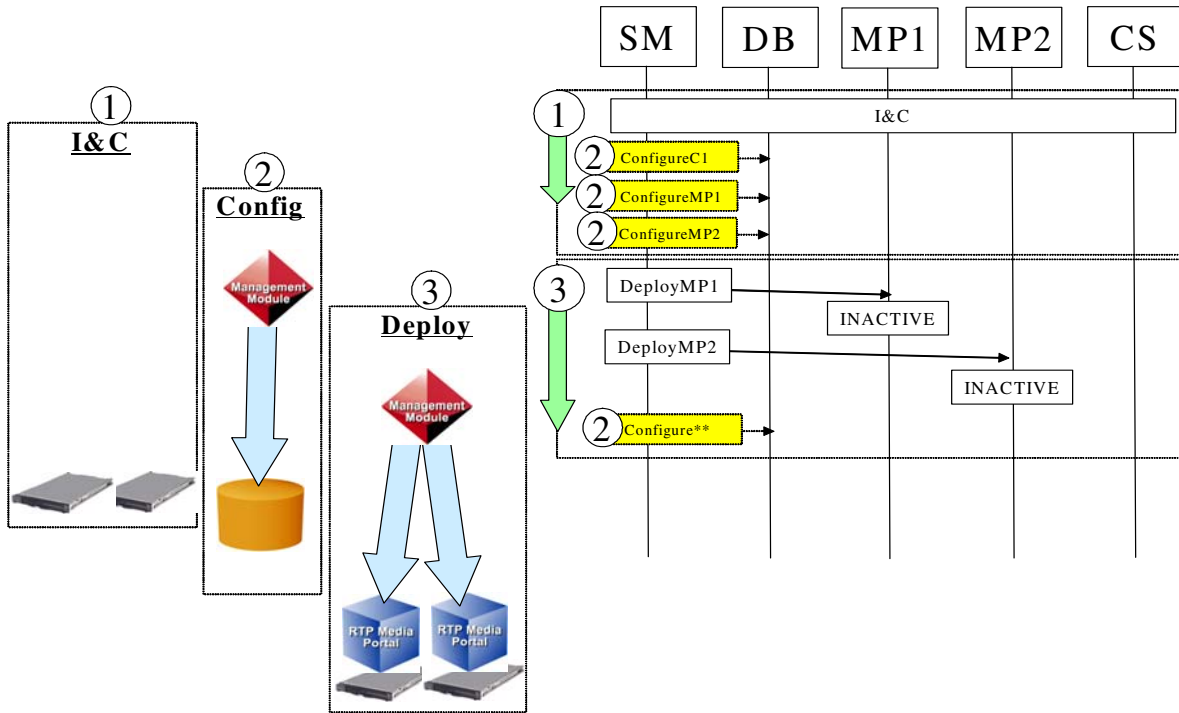 1
I&C
2
Config
Management
Module
3
Deploy
Management
Module
RTP Media
Portal
RTP Media
Portal
SM
DB
MP1
MP2
CS
1
I&C
2
ConfigureC1
2
ConfigureMP1
2
ConfigureMP2
3
DeployMP1
INACTIVE
DeployMP2
INACTIVE
2
Configure**